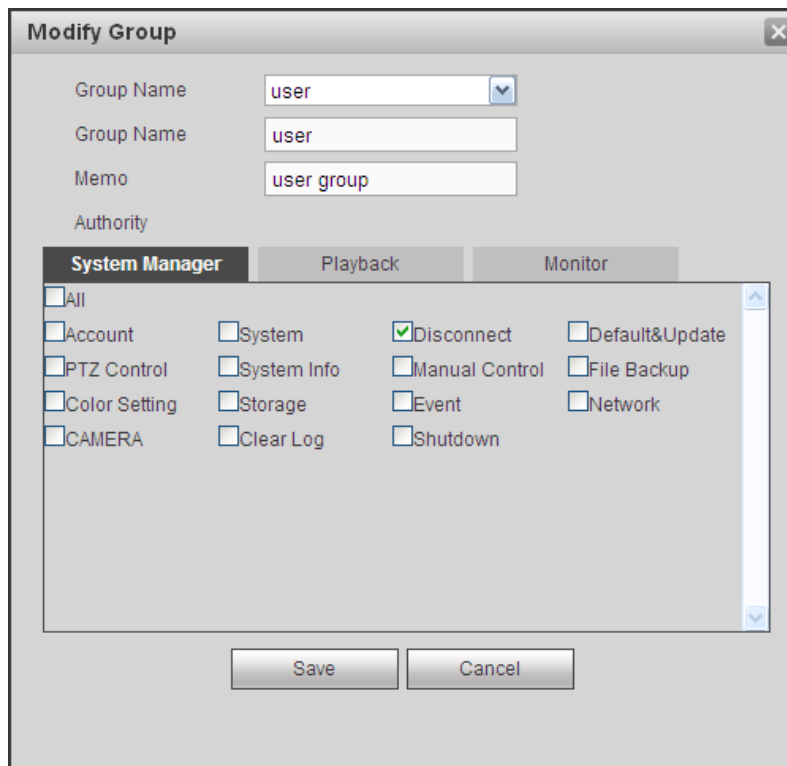 Modify Group
Group Name user
Group Name user
Memo user group
Authority
System Manager Playback Monitor
All
Account System Disconnect Default&Update
PTZ Control System Info Manual Control File Backup
Color Setting Storage Event Network
CAMERA Clear Log Shutdown
Save Cancel